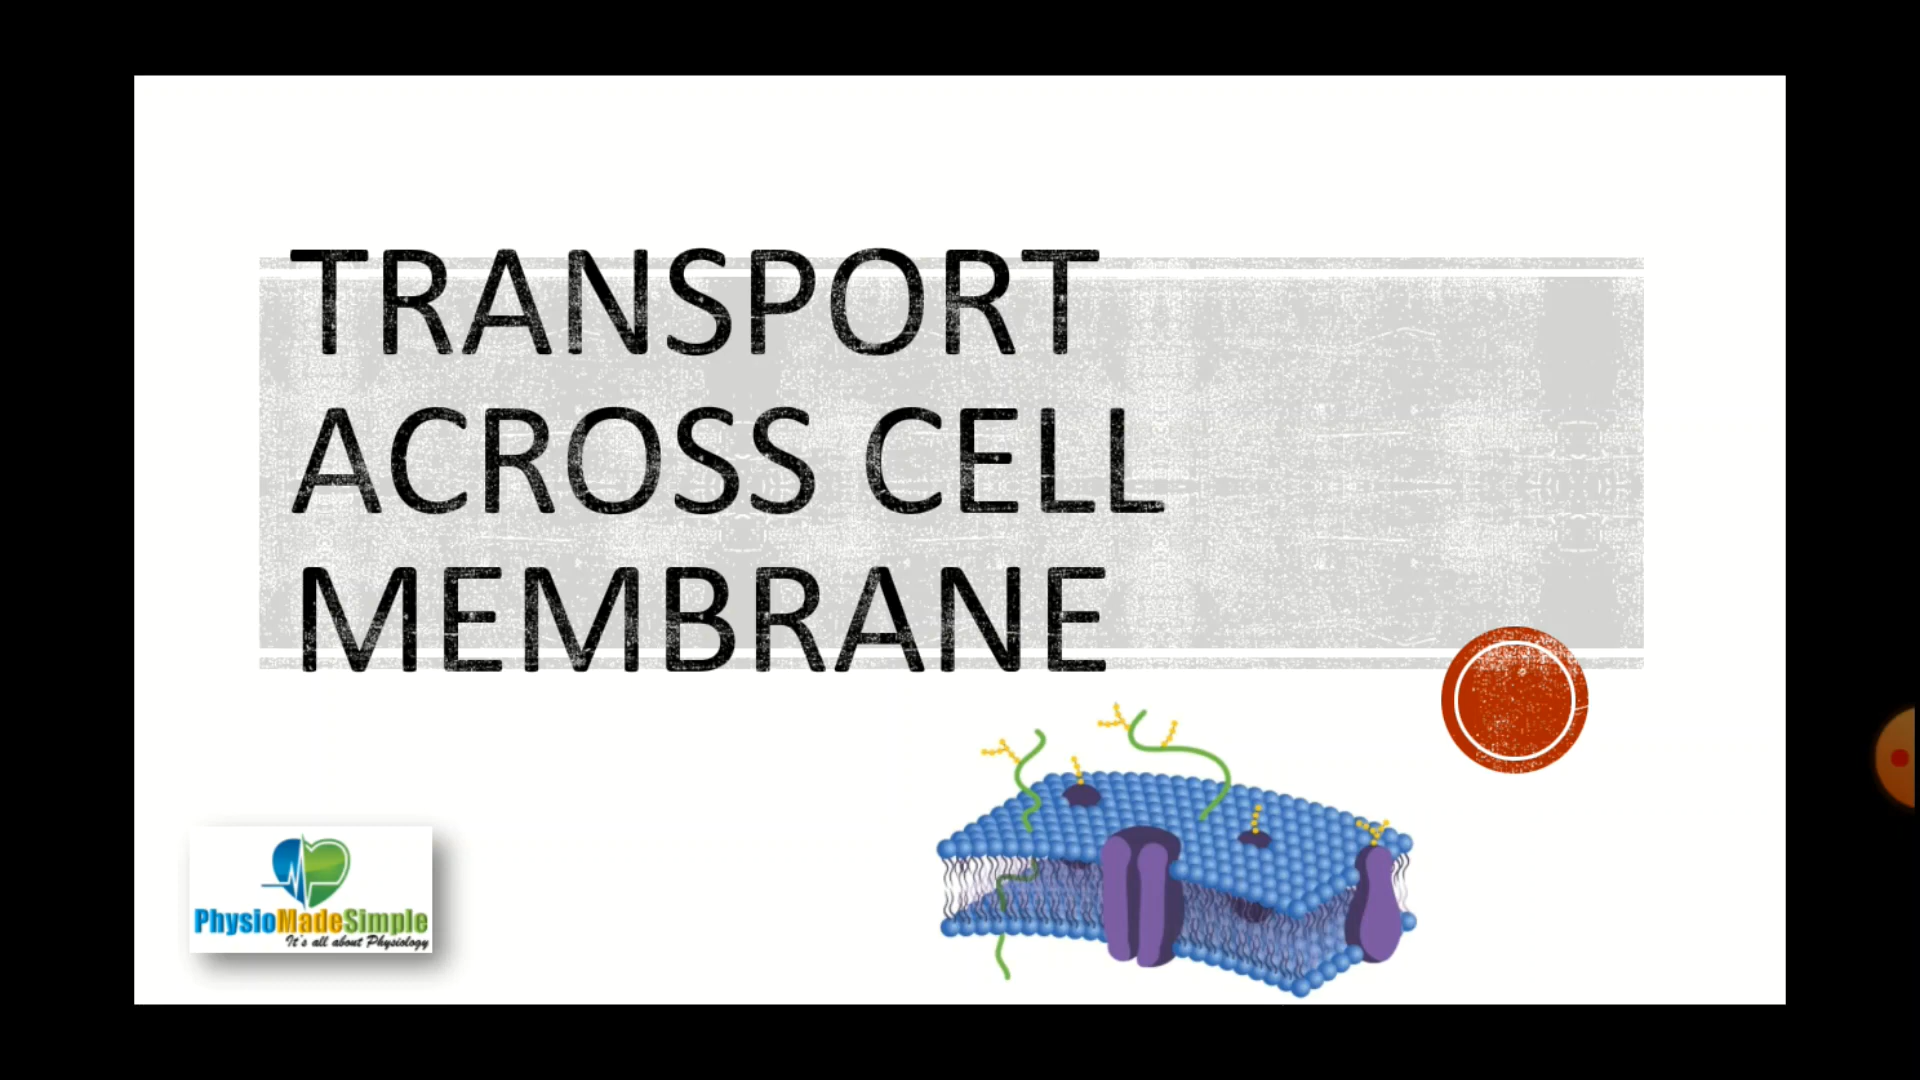 TRANSPORT
ACROSS CELL
MEMBRANE
PhysioMadeSimple
It's all about Physiology